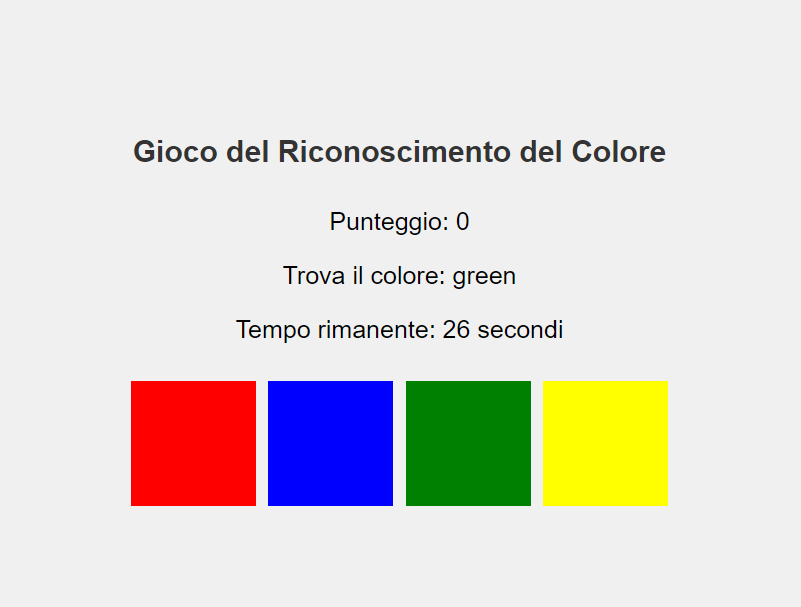 Gioco del Riconoscimento del Colore
Punteggio: 0
Trova il colore: green
Tempo rimanente: 26 secondi